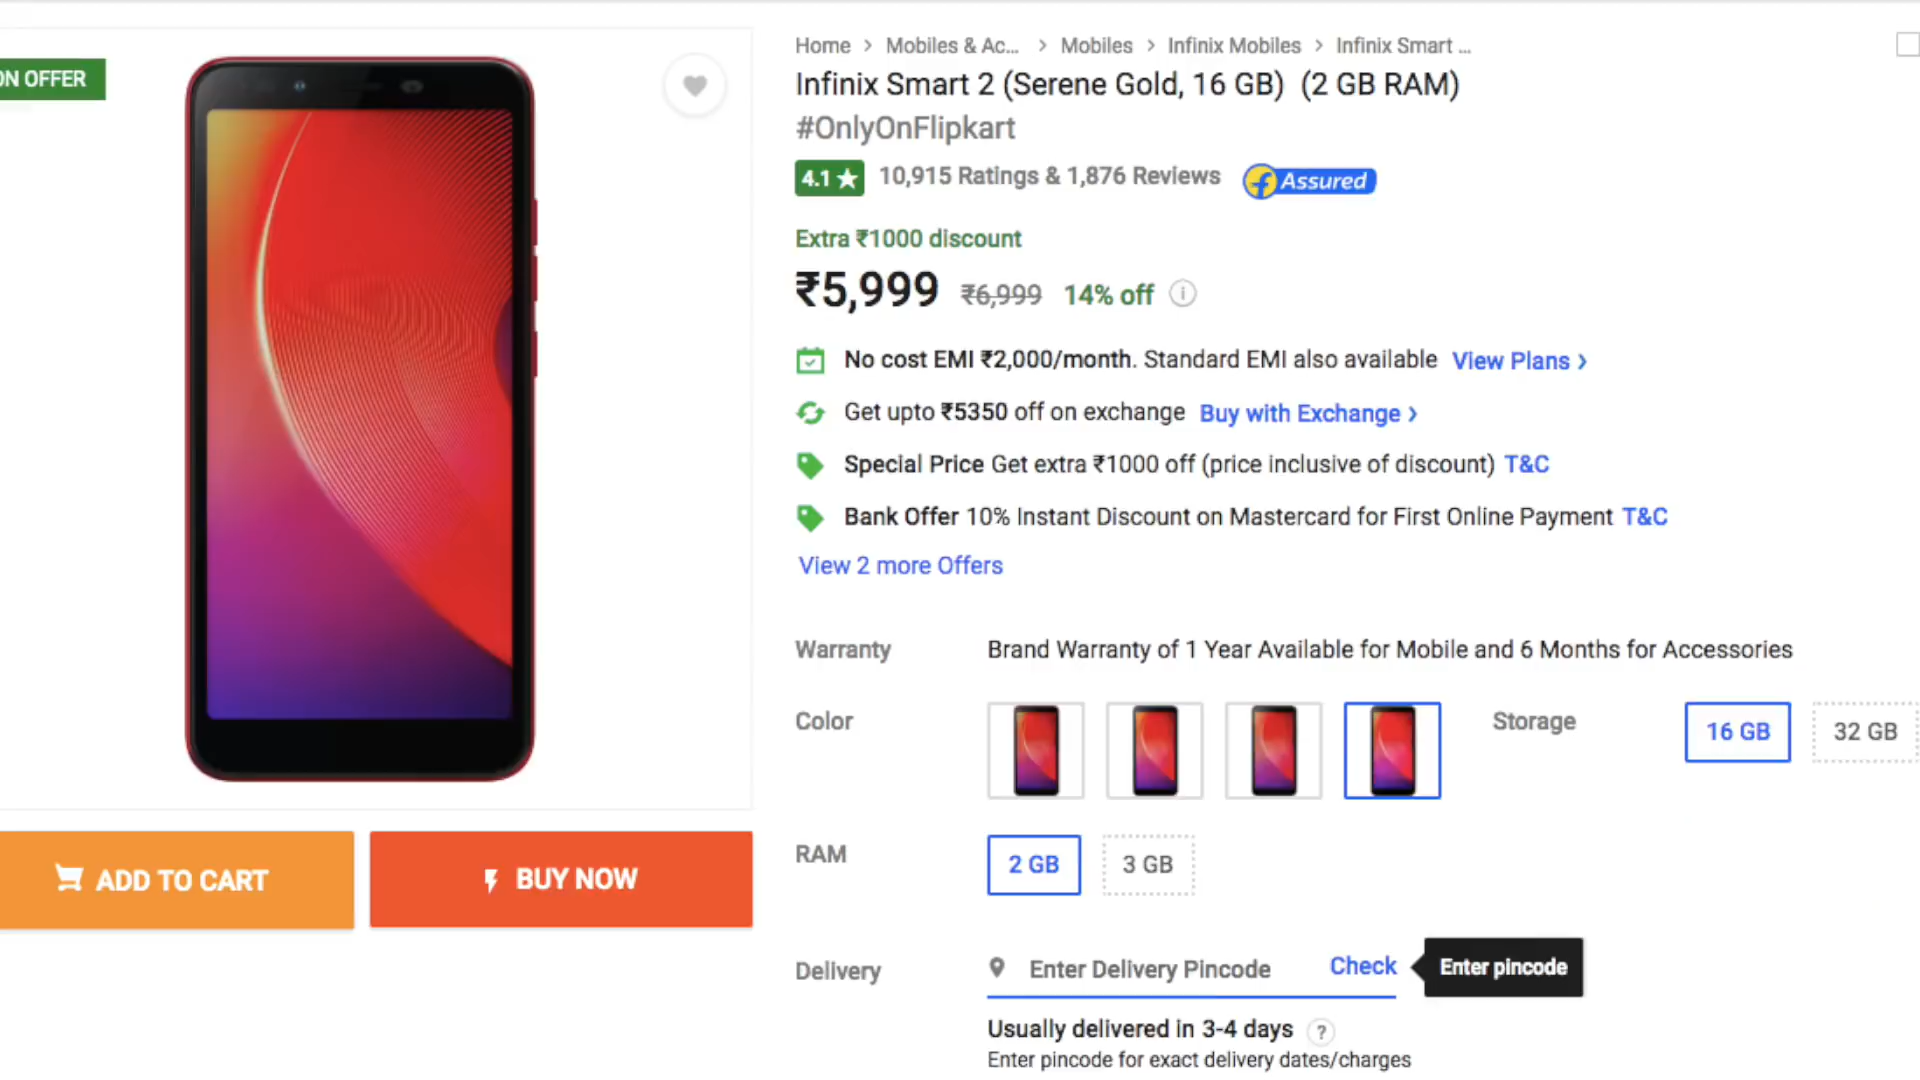 ON OFFER
Home > Mobiles & Ac... > Mobiles > Infinix Mobiles > Infinix Smart ...
Infinix Smart 2 (Serene Gold, 16 GB) (2 GB RAM)
#OnlyOnFlipkart
4.1★ 10,915 Ratings & 1,876 Reviews Assured
Extra ₹1000 discount
₹5,999 ₹6,999 14% off
No cost EMI ₹2,000/month. Standard EMI also available View Plans >
Get upto ₹5350 off on exchange Buy with Exchange >
Special Price Get extra ₹1000 off (price inclusive of discount) T&C
Bank Offer 10% Instant Discount on Mastercard for First Online Payment T&C
View 2 more Offers
Warranty Brand Warranty of 1 Year Available for Mobile and 6 Months for Accessories
Color Storage 16 GB 32 GB
RAM 2 GB 3 GB
ADD TO CART BUY NOW
Delivery Enter Delivery Pincode Check Enter pincode
Usually delivered in 3-4 days ?
Enter pincode for exact delivery dates/charges